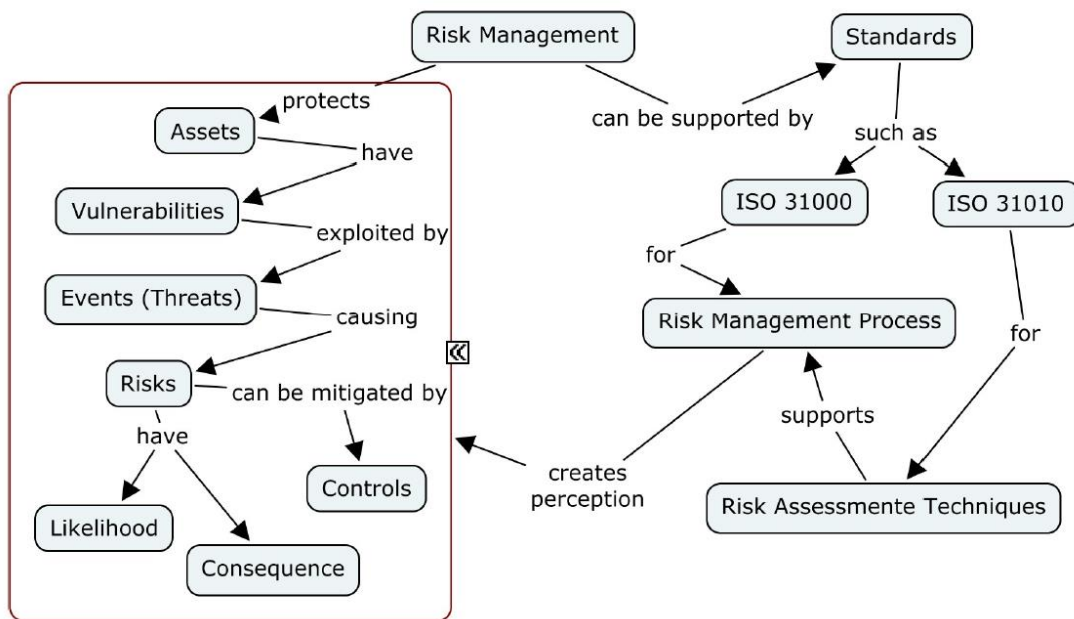 Risk Management
Standards
protects
can be supported by
Assets
have
such as
Vulnerabilities
ISO 31000
ISO 31010
exploited by
for
Events (Threats)
causing
Risk Management Process
for
Risks
can be mitigated by
supports
have
creates
perception
Controls
Risk Assessmente Techniques
Likelihood
Consequence